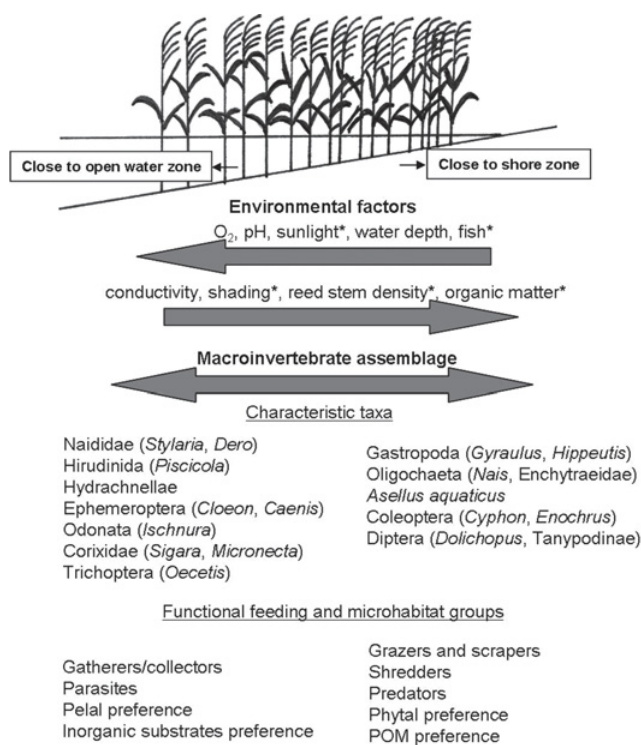 Close to open water zone
Close to shore zone
Environmental factors
O₂, pH, sunlight*, water depth, fish*
conductivity, shading*, reed stem density*, organic matter*
Macroinvertebrate assemblage
Characteristic taxa
Naididae (Stylaria, Dero)
Hirudinida (Piscicola)
Hydrachnellae
Ephemeroptera (Cloeon, Caenis)
Odonata (Ischnura)
Corixidae (Sigara, Micronecta)
Trichoptera (Oecetis)
Gastropoda (Gyraulus, Hippeutis)
Oligochaeta (Nais, Enchytraeidae)
Asellus aquaticus
Coleoptera (Cyphon, Enochrus)
Diptera (Dolichopus, Tanypodinae)
Functional feeding and microhabitat groups
Gatherers/collectors
Parasites
Pelal preference
Inorganic substrates preference
Grazers and scrapers
Shredders
Predators
Phytal preference
POM preference